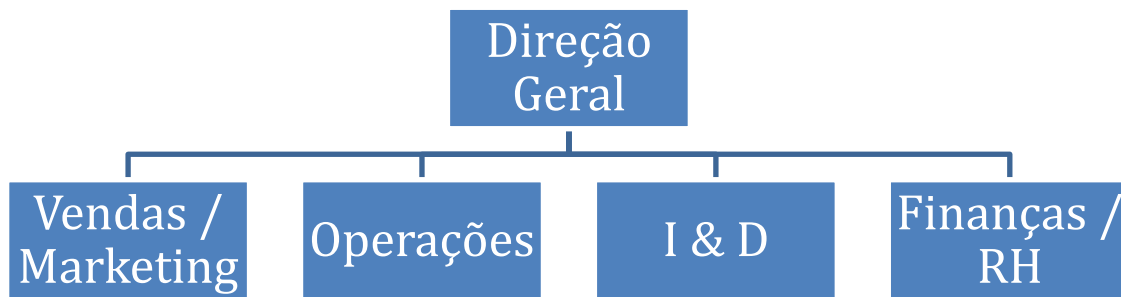 Direção
Geral
Vendas /
Marketing
Operações
I & D
Finanças /
RH